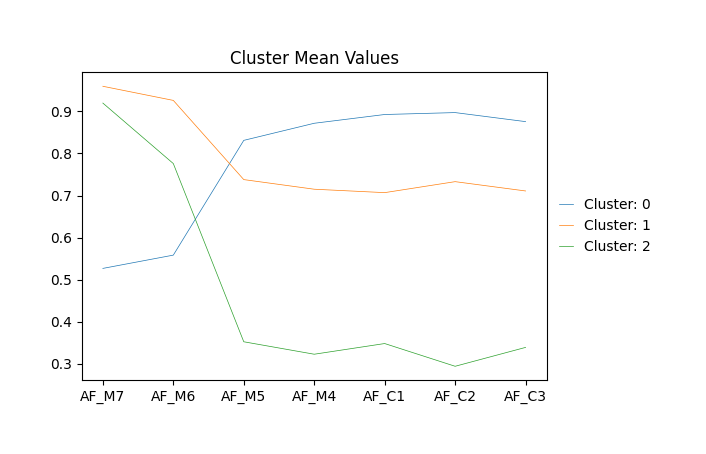 Cluster Mean Values
0.9
0.8
0.7
0.6
0.5
0.4
0.3
AF_M7 AF_M6 AF_M5 AF_M4 AF_C1 AF_C2 AF_C3
Cluster: 0
Cluster: 1
Cluster: 2